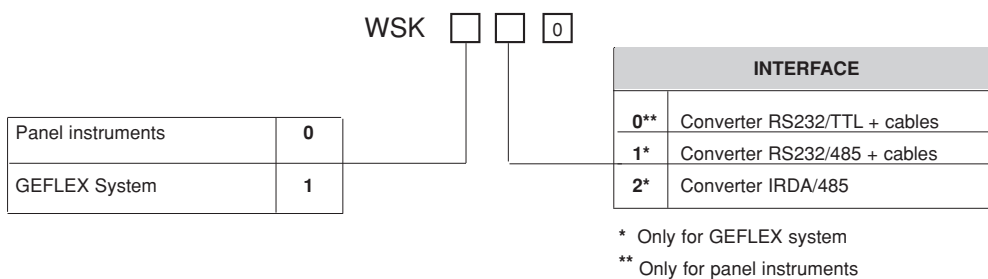 WSK 0
INTERFACE
0** Converter RS232/TTL + cables
1* Converter RS232/485 + cables
2* Converter IRDA/485
Panel instruments 0
GEFLEX System 1
* Only for GEFLEX system
** Only for panel instruments